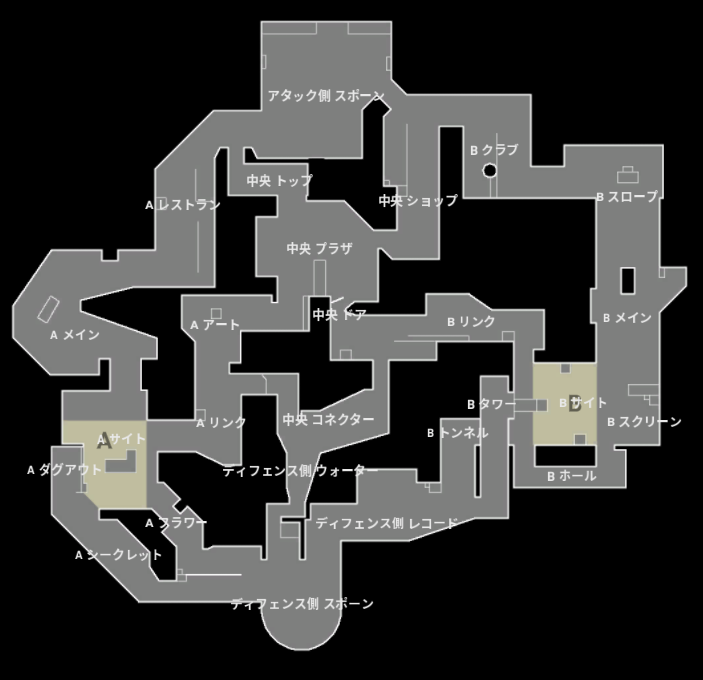 アタック側 スポーン
B クラブ
中央 トップ
B スロープ
中央 ショップ
A レストラン
中央 プラザ
中央 ドア
B メイン
B リンク
A アート
A メイン
B タワー
B サイト
B
中央 コネクター
A リンク
B スクリーン
B トンネル
A サイト
A
A ダグアウト
ディフェンス側 ウォーター
B ホール
A フラワー
ディフェンス側 レコード
A シークレット
ディフェンス側 スポーン